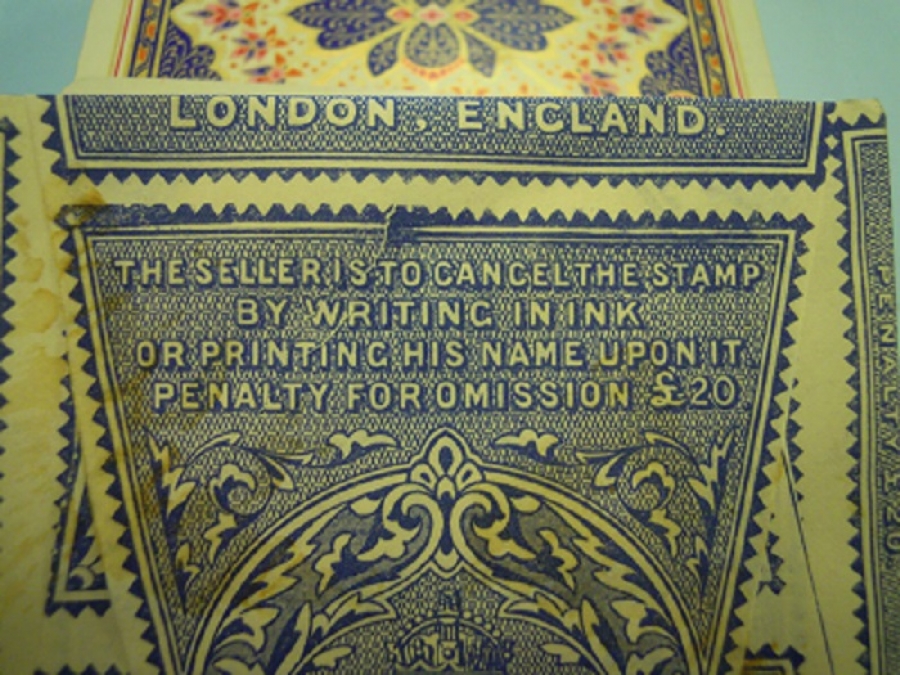 LONDON, ENGLAND.
THE SELLER IS TO CANCEL THE STAMP
BY WRITING IN INK
OR PRINTING HIS NAME UPON IT.
PENALTY FOR OMISSION £20
PENALTY £20